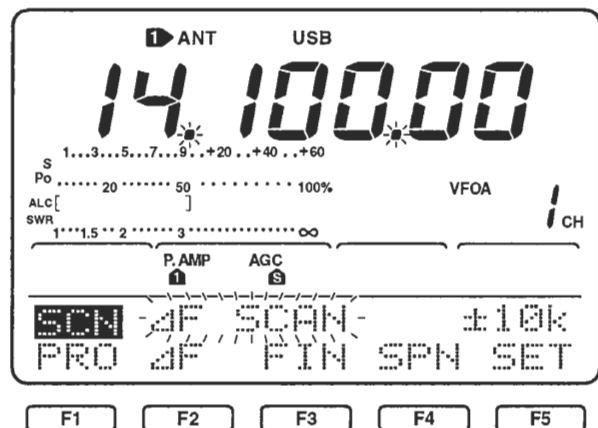 1 ANT USB
14.100.00
S 1...3...5...7...9..+20..+40..+60
Po ...... 20 ...... 50 .......... 100%
VFOA
1 CH
ALC [ ]
SWR 1....1.5..2.......3..............∞
P.AMP AGC
1 S
SCN ⊿F SCAN ±10k
PRO ⊿F FIN SPN SET
F1 F2 F3 F4 F5